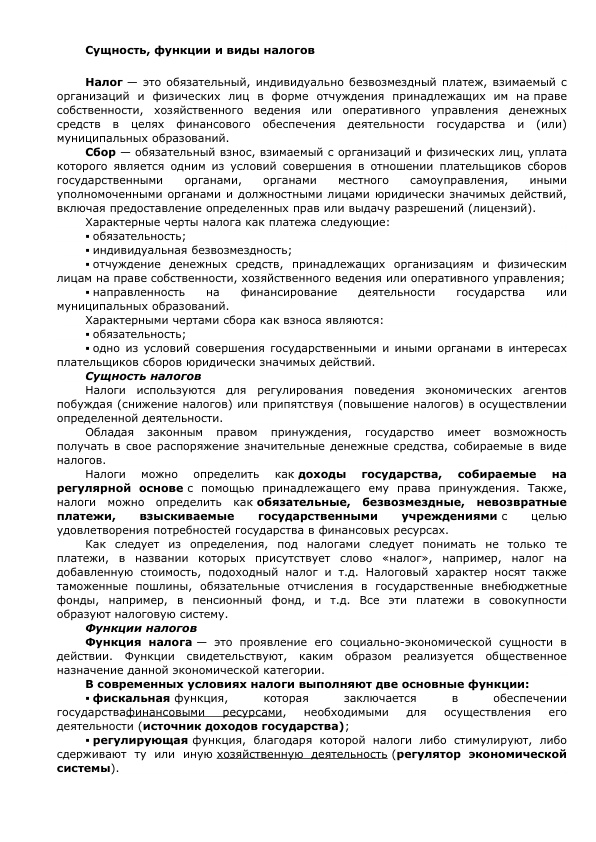 Сущность, функции и виды налогов
Налог — это обязательный, индивидуально безвозмездный платеж, взимаемый с
организаций и физических лиц в форме отчуждения принадлежащих им на праве
собственности, хозяйственного ведения или оперативного управления денежных
средств в целях финансового обеспечения деятельности государства и (или)
муниципальных образований.
Сбор — обязательный взнос, взимаемый с организаций и физических лиц, уплата
которого является одним из условий совершения в отношении плательщиков сборов
государственными органами, органами местного самоуправления, иными
уполномоченными органами и должностными лицами юридически значимых действий,
включая предоставление определенных прав или выдачу разрешений (лицензий).
Характерные черты налога как платежа следующие:
▪ обязательность;
▪ индивидуальная безвозмездность;
▪ отчуждение денежных средств, принадлежащих организациям и физическим
лицам на праве собственности, хозяйственного ведения или оперативного управления;
▪ направленность на финансирование деятельности государства или
муниципальных образований.
Характерными чертами сбора как взноса являются:
▪ обязательность;
▪ одно из условий совершения государственными и иными органами в интересах
плательщиков сборов юридически значимых действий.
Сущность налогов
Налоги используются для регулирования поведения экономических агентов
побуждая (снижение налогов) или припятствуя (повышение налогов) в осуществлении
определенной деятельности.
Обладая законным правом принуждения, государство имеет возможность
получать в свое распоряжение значительные денежные средства, собираемые в виде
налогов.
Налоги можно определить как доходы государства, собираемые на
регулярной основе с помощью принадлежащего ему права принуждения. Также,
налоги можно определить как обязательные, безвозмездные, невозвратные
платежи, взыскиваемые государственными учреждениями с целью
удовлетворения потребностей государства в финансовых ресурсах.
Как следует из определения, под налогами следует понимать не только те
платежи, в названии которых присутствует слово «налог», например, налог на
добавленную стоимость, подоходный налог и т.д. Налоговый характер носят также
таможенные пошлины, обязательные отчисления в государственные внебюджетные
фонды, например, в пенсионный фонд, и т.д. Все эти платежи в совокупности
образуют налоговую систему.
Функции налогов
Функция налога — это проявление его социально-экономической сущности в
действии. Функции свидетельствуют, каким образом реализуется общественное
назначение данной экономической категории.
В современных условиях налоги выполняют две основные функции:
▪ фискальная функция, которая заключается в обеспечении
государствафинансовыми ресурсами, необходимыми для осуществления его
деятельности (источник доходов государства);
▪ регулирующая функция, благодаря которой налоги либо стимулируют, либо
сдерживают ту или иную хозяйственную деятельность (регулятор экономической
системы).